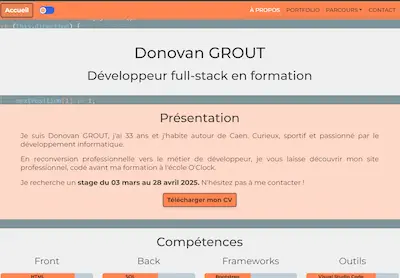 Accueil
À PROPOS PORTFOLIO PARCOURS CONTACT
Donovan GROUT
Développeur full-stack en formation
Présentation
Je suis Donovan GROUT, j'ai 33 ans et j'habite autour de Caen. Curieux, sportif et passionné par le
développement informatique.
En reconversion professionnelle vers le métier de développeur, je vous laisse découvrir mon site
professionnel, codé avant ma formation à l'école O'Clock.
Je recherche un stage du 03 mars au 28 avril 2025. N'hésitez pas à me contacter !
Télécharger mon CV
Compétences
Front Back Frameworks Outils
HTML SQL Bootstrap Visual Studio Code